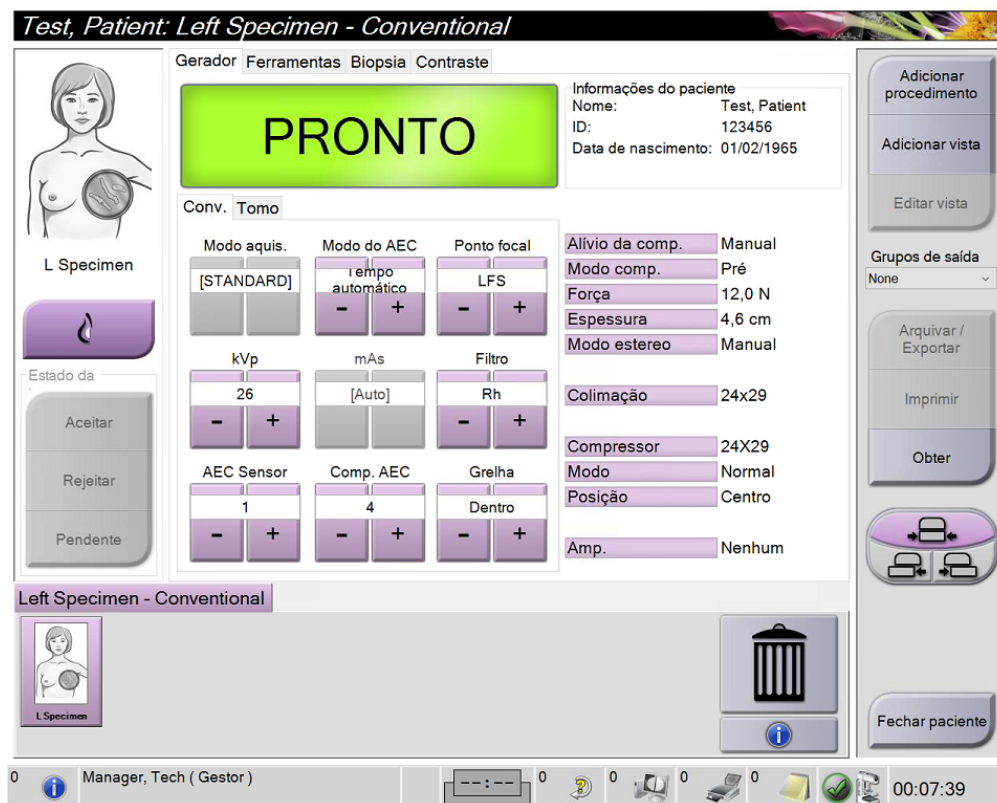 Test, Patient: Left Specimen - Conventional
Gerador Ferramentas Biopsia Contraste
PRONTO
Informações do paciente
Nome: Test, Patient
ID: 123456
Data de nascimento: 01/02/1965
L Specimen
Estado da
Aceitar
Rejeitar
Pendente
Conv. Tomo
Modo aquis. Modo do AEC Ponto focal
[STANDARD] Tempo automático LFS
- + - +
kVp mAs Filtro
26 [Auto] Rh
- + - +
AEC Sensor Comp. AEC Grelha
1 4 Dentro
- + - + - +
Alívio da comp. Manual
Modo comp. Pré
Força 12,0 N
Espessura 4,6 cm
Modo estereo Manual
Colimação 24x29
Compressor 24X29
Modo Normal
Posição Centro
Amp. Nenhum
Adicionar
procedimento
Adicionar vista
Editar vista
Grupos de saída
None
Arquivar /
Exportar
Imprimir
Obter
Fechar paciente
Left Specimen - Conventional
L Specimen
i
0 i Manager, Tech ( Gestor ) --:-- 0 ? 0 0 0 00:07:39